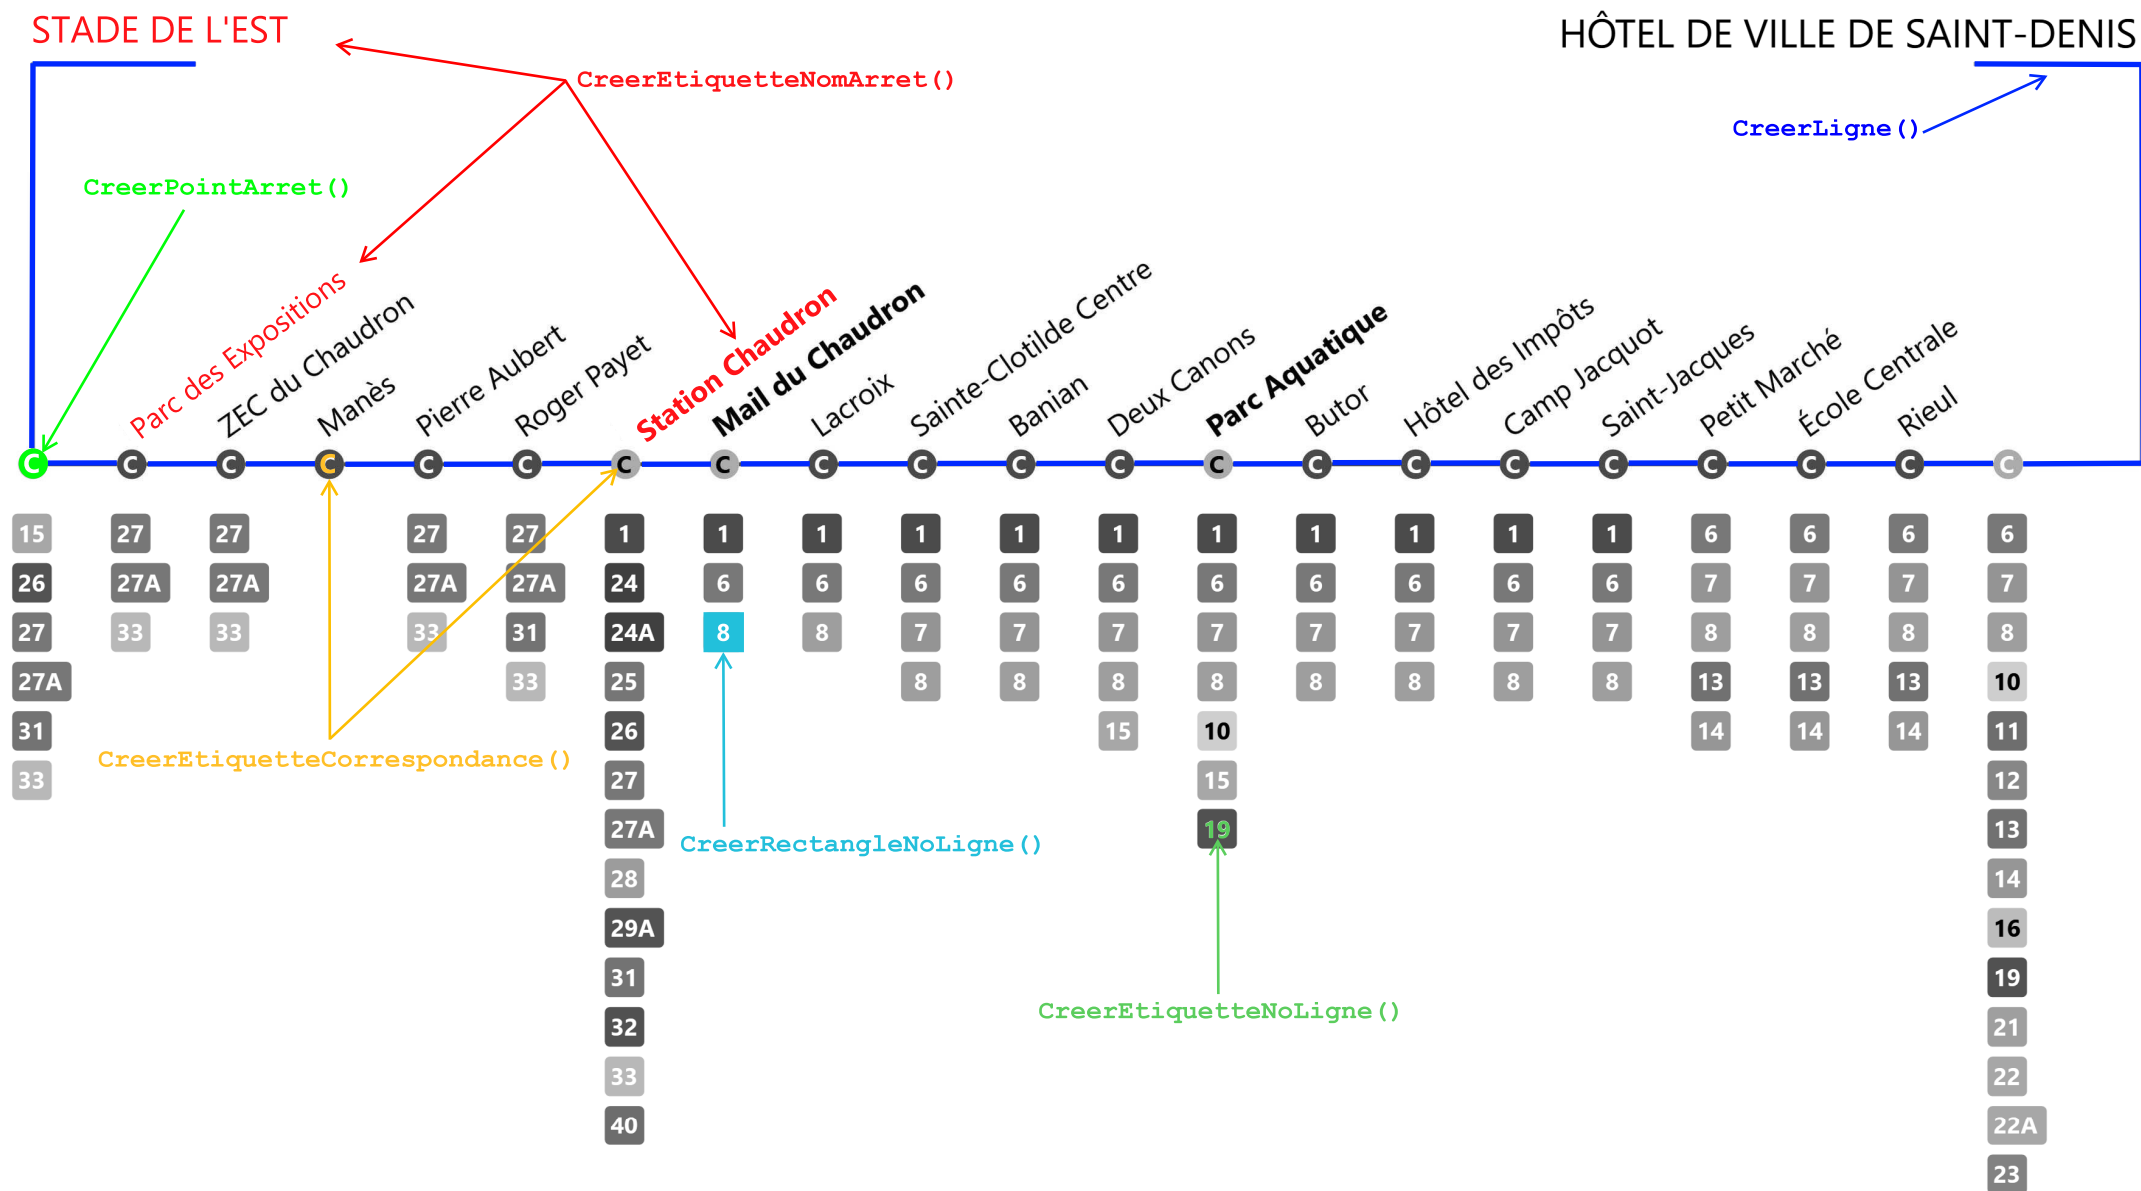 STADE DE L'EST
HÔTEL DE VILLE DE SAINT-DENIS
CreerEtiquetteNomArret()
CreerLigne()
CreerPointArret()
Parc des Expositions
ZEC du Chaudron
Manès
Pierre Aubert
Roger Payet
Station Chaudron
Mail du Chaudron
Lacroix
Sainte-Clotilde Centre
Banian
Deux Canons
Parc Aquatique
Butor
Hôtel des Impôts
Camp Jacquot
Saint-Jacques
Petit Marché
École Centrale
Rieul
C C C C C C C C C C C C C C C C C C C C C
15 27 27 27 27 1 1 1 1 1 1 1 1 1 1 1 6 6 6 6
26 27A 27A 27A 27A 24 6 6 6 6 6 6 6 6 6 6 7 7 7 7
27 33 33 33 31 24A 8 8 7 7 7 7 7 7 7 7 8 8 8 8
27A 33 25 8 8 8 8 8 8 8 8 13 13 13 10
31 26 15 10 14 14 14 11
CreerEtiquetteCorrespondance()
33 27 15 12
27A 19 13
CreerRectangleNoLigne()
28 14
29A 16
31 19
CreerEtiquetteNoLigne()
32 21
33 22
40 22A
23